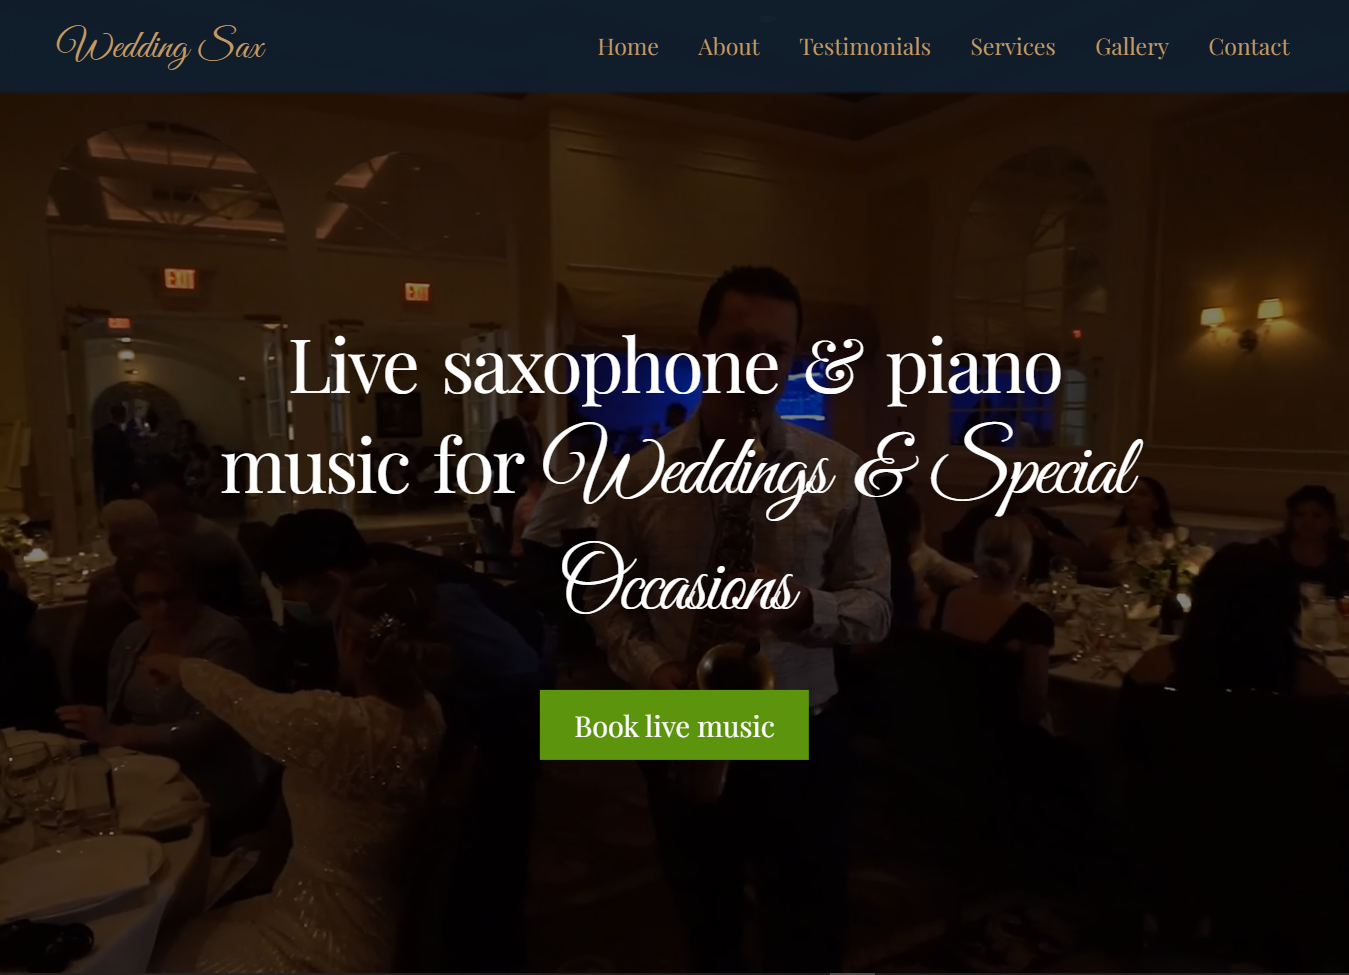 Wedding Sax
Home About Testimonials Services Gallery Contact
EXIT
EXIT
EXIT
Live saxophone & piano
music for Weddings & Special
Occasions
Book live music